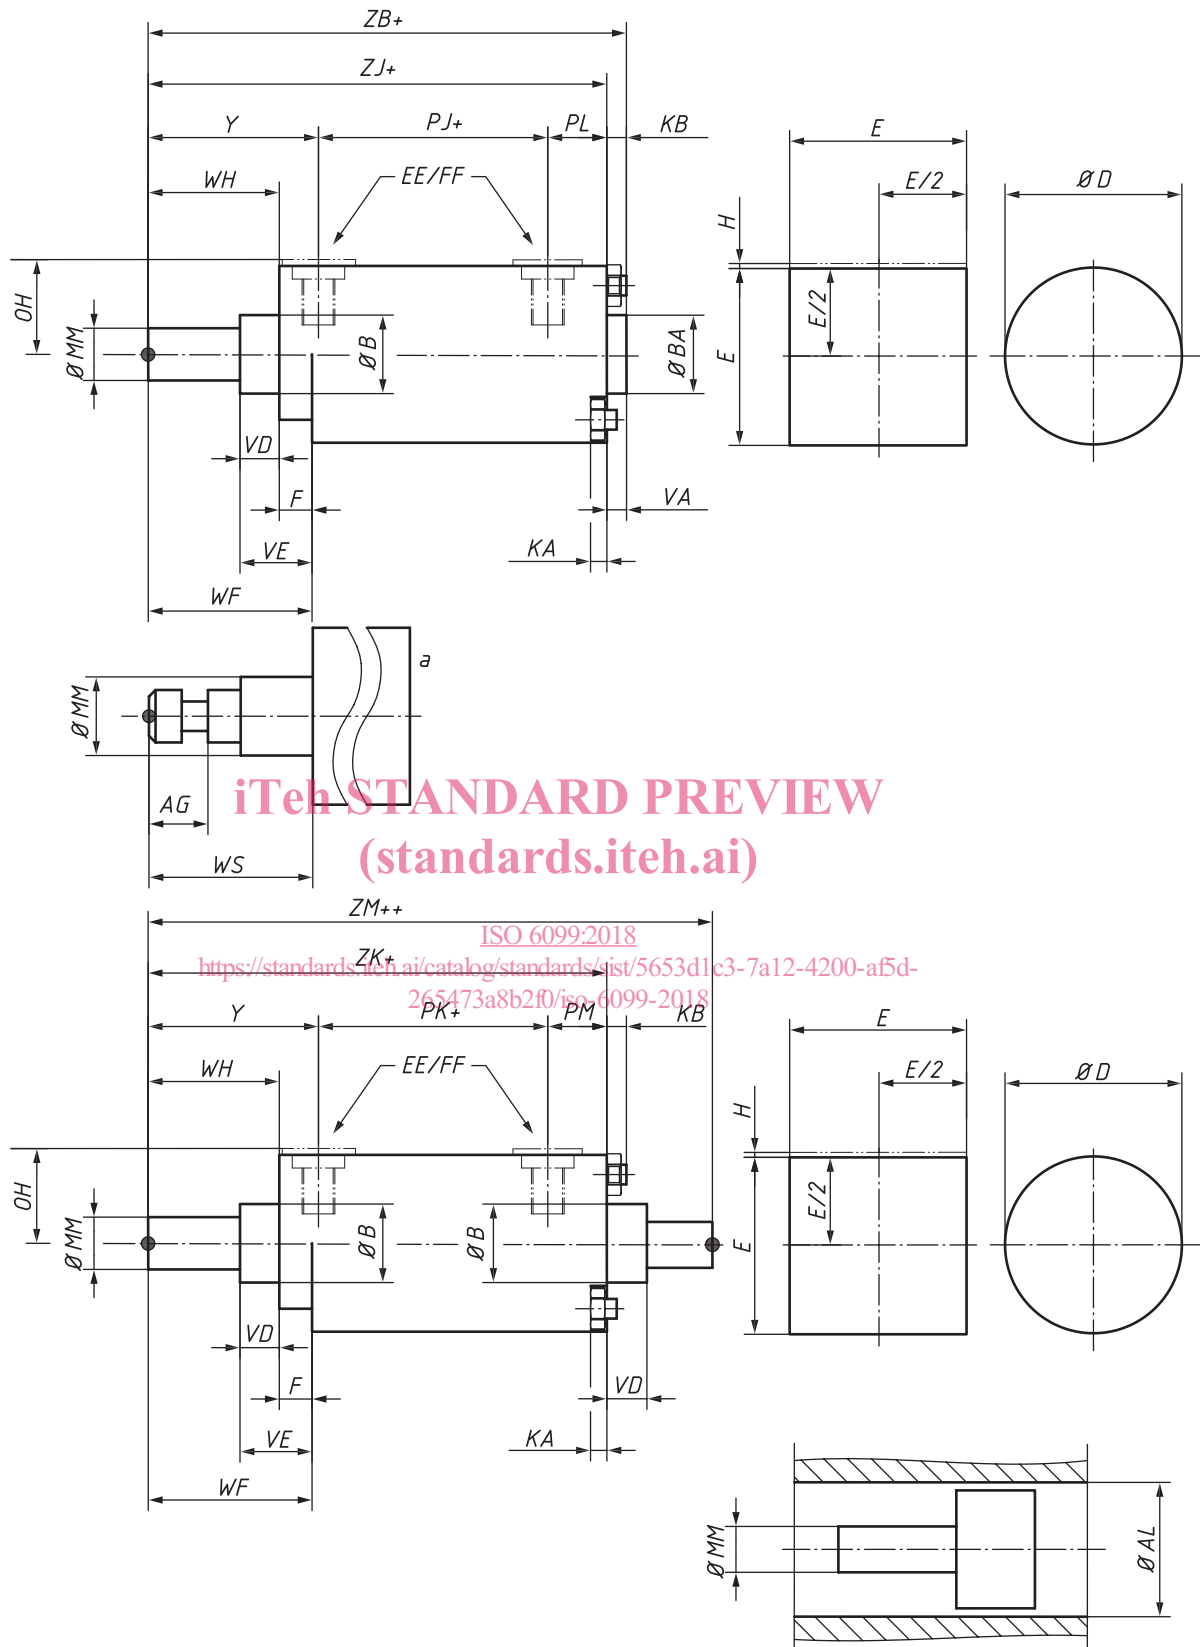 ZB+
ZJ+
Y PJ+ PL KB
WH EE/FF
E
E/2 ØD
H
OH
ØMM
ØB
ØBA
E/2
E
VD
F VA
VE KA
WF
a
ØMM
iTeh STANDARD PREVIEW
AG
(standards.iteh.ai)
WS
ZM++
ISO 6099:2018
ZK+
https://standards.iteh.ai/catalog/standards/sist/5653d1c3-7a12-4200-af5d-
265473a8b2f0/iso-6099-2018
Y PK+ PM KB
WH EE/FF
E
E/2 ØD
H
OH
ØMM
ØB
ØB
E/2
E
VD
F VD
VE KA
WF
ØMM
ØAL